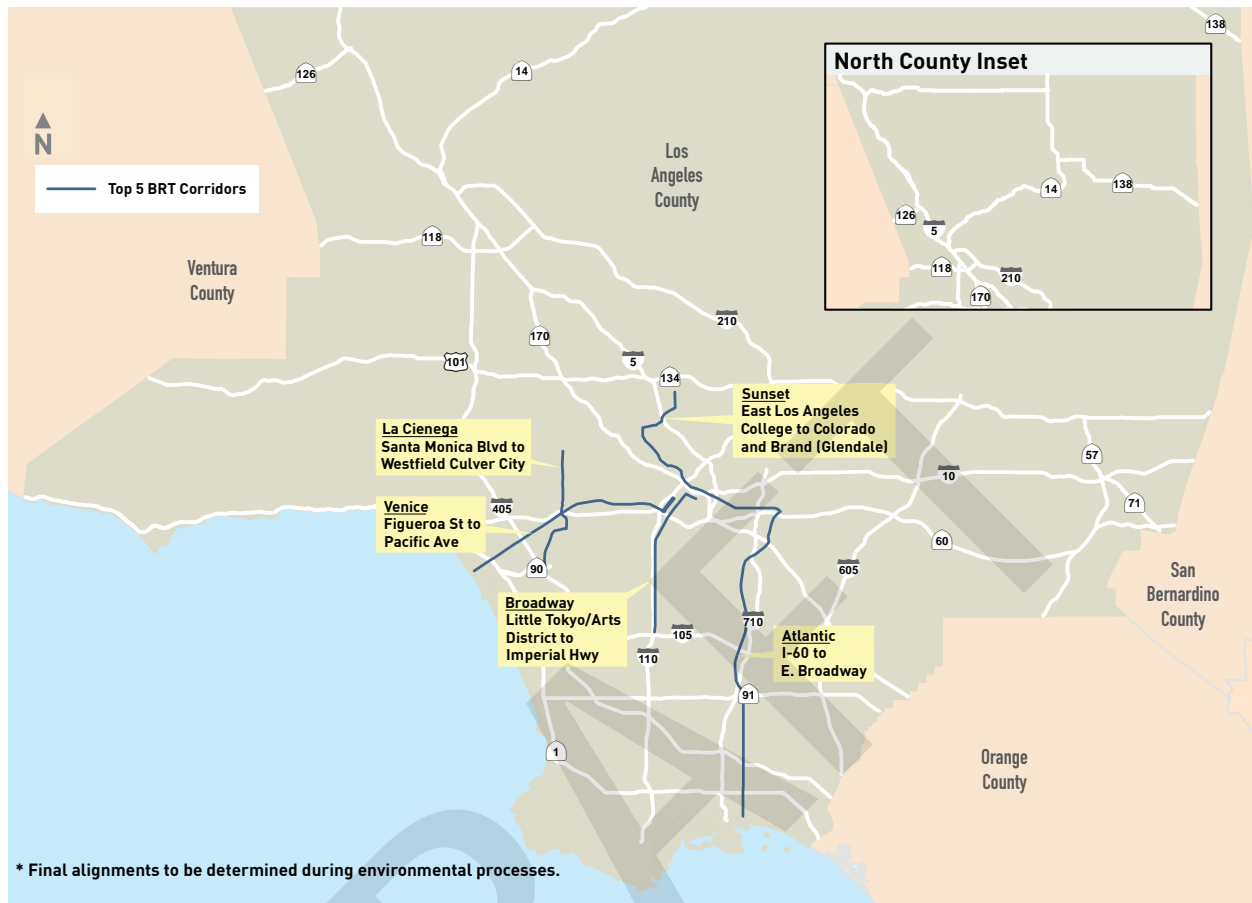 138
126
14
North County Inset
14
138
126
5
118
210
170
N
Top 5 BRT Corridors
Los
Angeles
County
118
Ventura
County
210
170
5
101
134
Sunset
East Los Angeles
College to Colorado
and Brand (Glendale)
La Cienega
Santa Monica Blvd to
Westfield Culver City
57
10
71
405
Venice
Figueroa St to
Pacific Ave
60
90
605
San
Bernardino
County
Broadway
Little Tokyo/Arts
District to
Imperial Hwy
710
105
110
Atlantic
I-60 to
E. Broadway
91
1
Orange
County
* Final alignments to be determined during environmental processes.
DRAFT